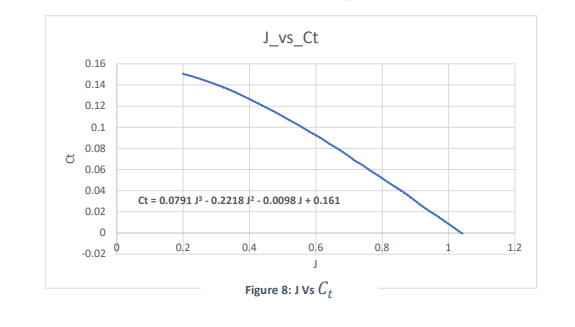 J_vs_Ct
0.16
0.14
0.12
0.1
0.08
0.06
0.04
0.02
0
-0.02
Ct
Ct = 0.0791 J³ - 0.2218 J² - 0.0098 J + 0.161
0 0.2 0.4 0.6 0.8 1 1.2
J
Figure 8: J Vs Cₜ